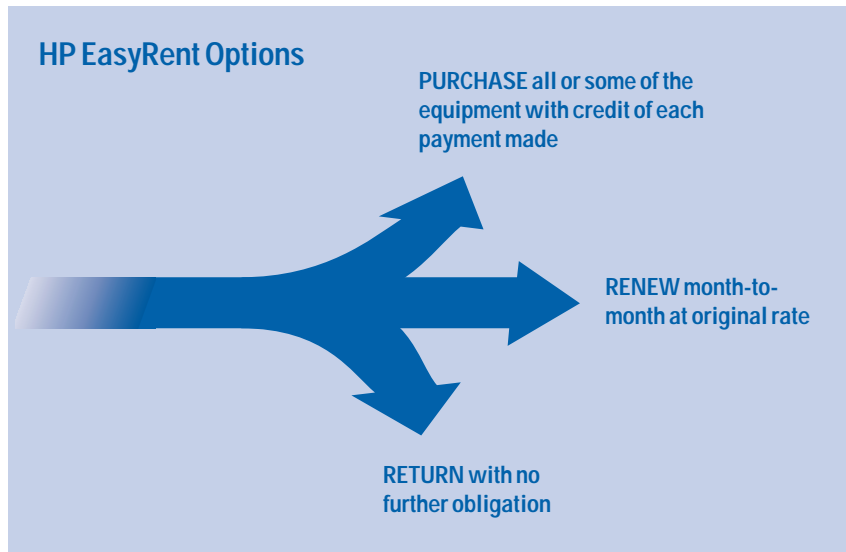 HP EasyRent Options
PURCHASE all or some of the
equipment with credit of each
payment made
RENEW month-to-
month at original rate
RETURN with no
further obligation